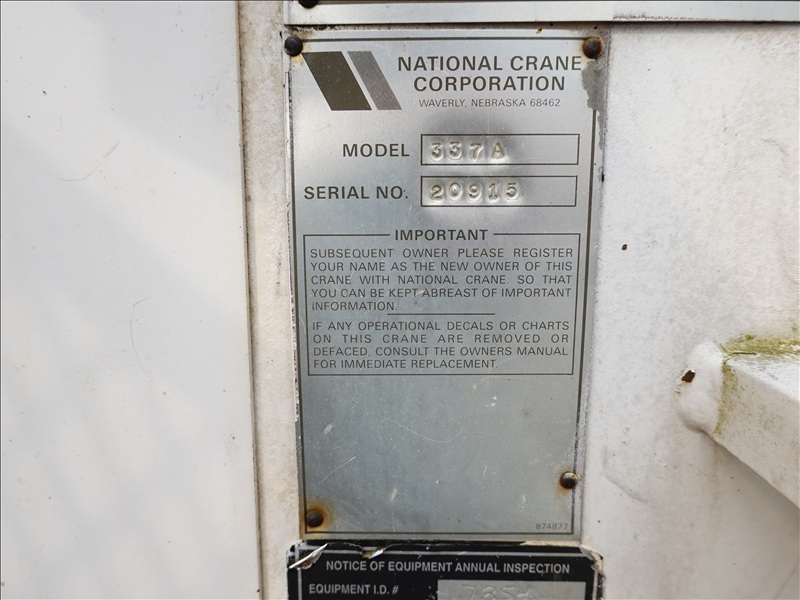 NATIONAL CRANE
CORPORATION
WAVERLY, NEBRASKA 68462
MODEL 337A
SERIAL NO. 20915
IMPORTANT
SUBSEQUENT OWNER PLEASE REGISTER
YOUR NAME AS THE NEW OWNER OF THIS
CRANE WITH NATIONAL CRANE. SO THAT
YOU CAN BE KEPT ABREAST OF IMPORTANT
INFORMATION.
IF ANY OPERATIONAL DECALS OR CHARTS
ON THIS CRANE ARE REMOVED OR
DEFACED. CONSULT THE OWNERS MANUAL
FOR IMMEDIATE REPLACEMENT.
874877
NOTICE OF EQUIPMENT ANNUAL INSPECTION
EQUIPMENT I.D. #